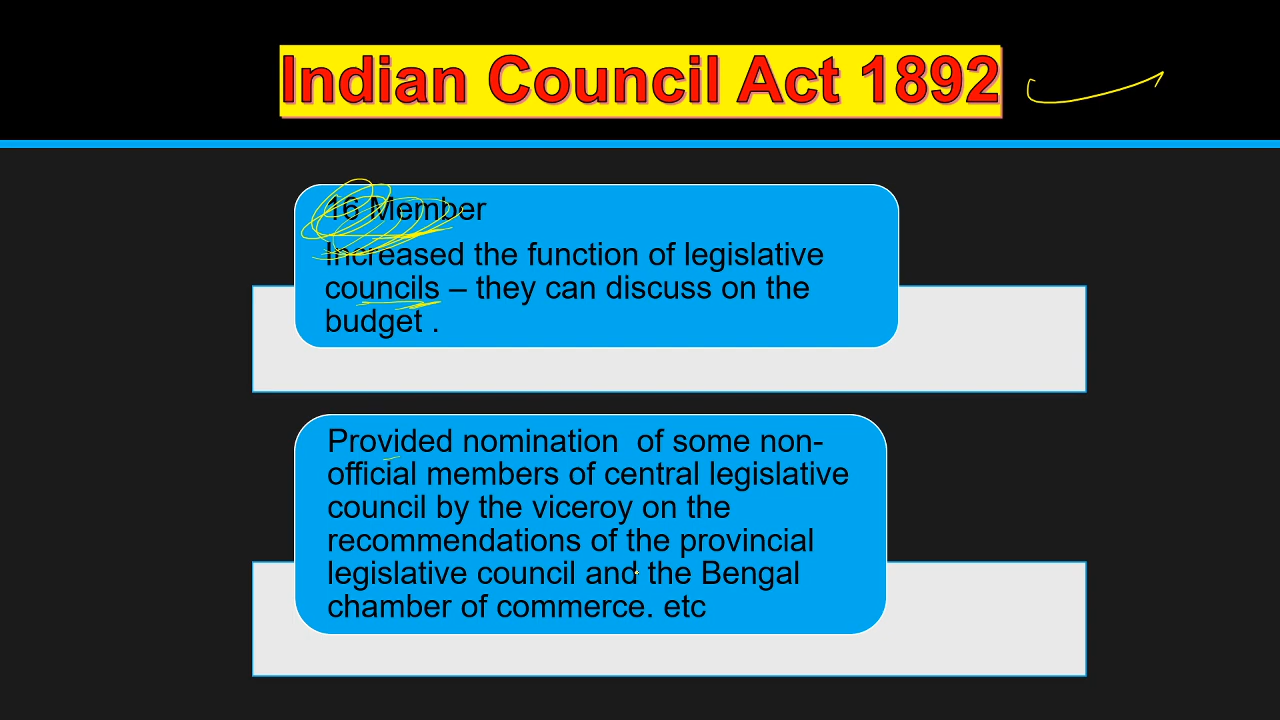 Indian Council Act 1892
16 Member
Increased the function of legislative
councils – they can discuss on the
budget .
Provided nomination of some non-
official members of central legislative
council by the viceroy on the
recommendations of the provincial
legislative council and the Bengal
chamber of commerce. etc